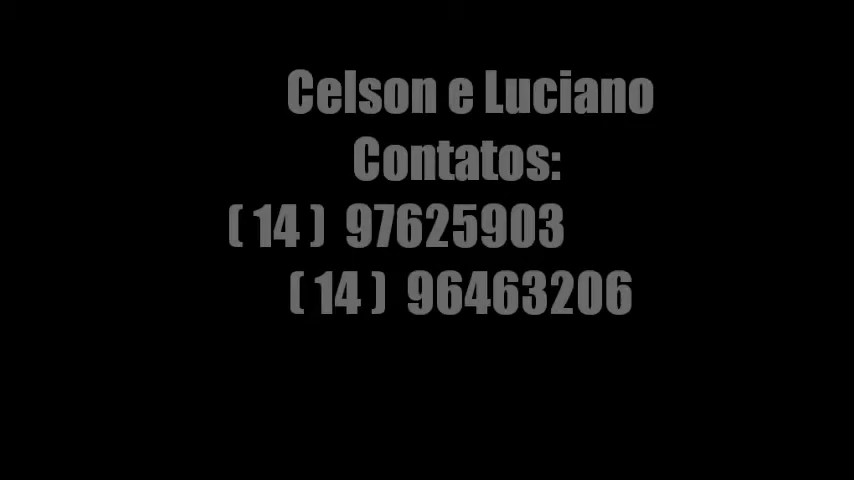 Celson e Luciano
Contatos:
( 14 ) 97625903
( 14 ) 96463206